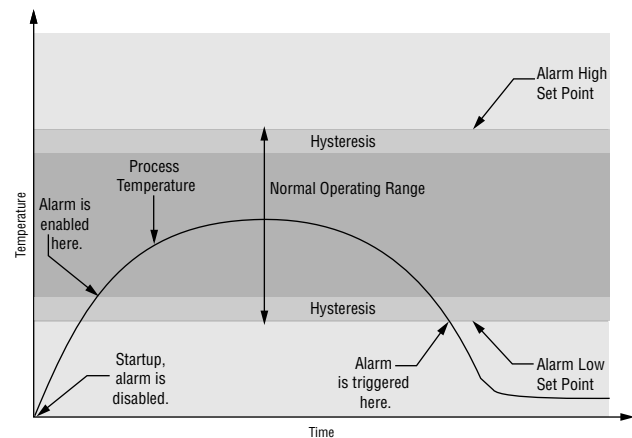 Alarm High
Set Point
Hysteresis
Process
Temperature
Normal Operating Range
Alarm is
enabled
here.
Temperature
Hysteresis
Startup,
alarm is
disabled.
Alarm
is triggered
here.
Alarm Low
Set Point
Time